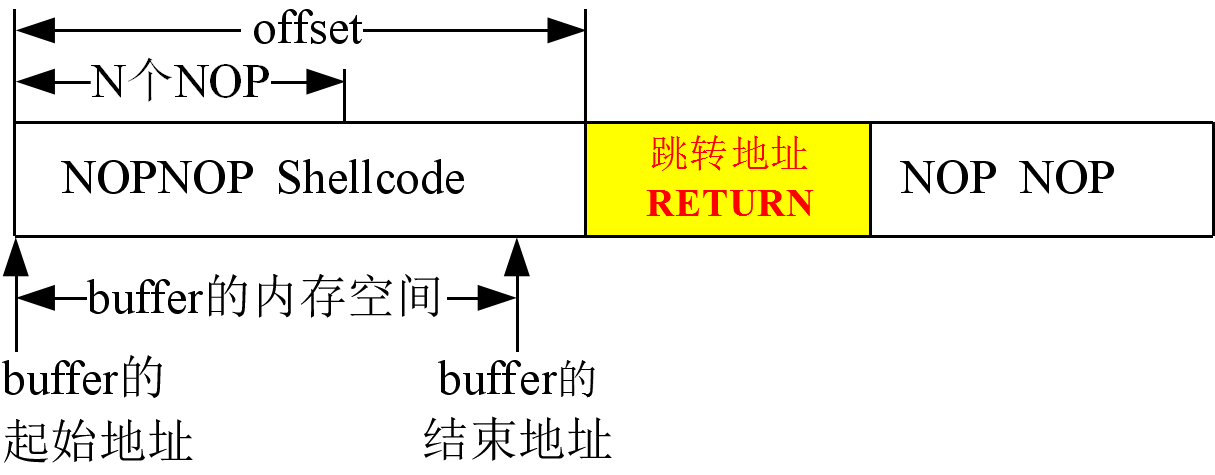 offset
N个NOP
NOPNOP Shellcode
跳转地址
RETURN
NOP NOP
buffer的内存空间
buffer的
起始地址
buffer的
结束地址